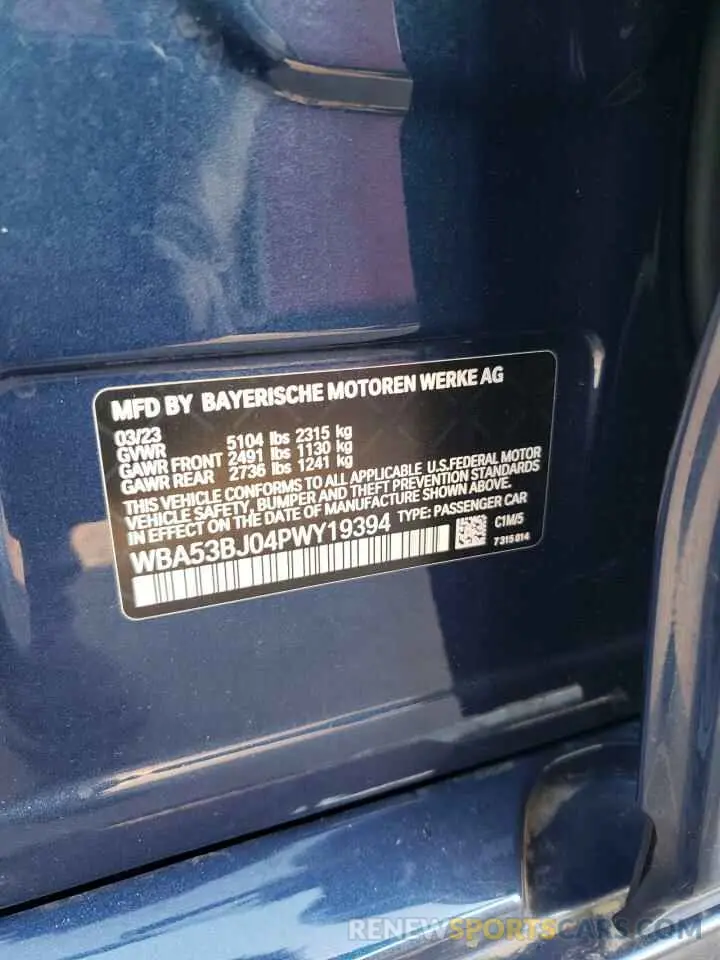 MFD BY BAYERISCHE MOTOREN WERKE AG
03/23
GVWR 5104 lbs 2315 kg
GAWR FRONT 2491 lbs 1130 kg
GAWR REAR 2736 lbs 1241 kg
THIS VEHICLE CONFORMS TO ALL APPLICABLE U.S.FEDERAL MOTOR
VEHICLE SAFETY, BUMPER AND THEFT PREVENTION STANDARDS
IN EFFECT ON THE DATE OF MANUFACTURE SHOWN ABOVE.
WBA53BJ04PWY19394 TYPE: PASSENGER CAR
C1M/5
7315014
RENEWSPORTSCARS.COM